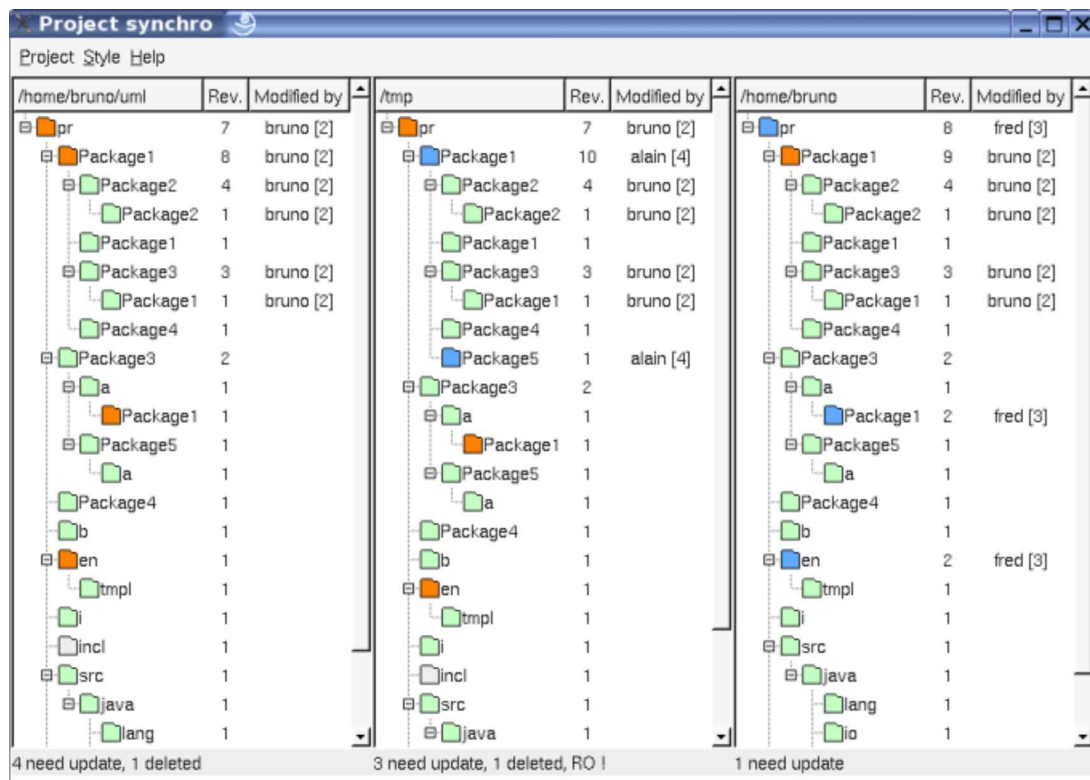 Project synchro
Project Style Help
/home/bruno/uml Rev. Modified by
pr 7 bruno [2]
Package1 8 bruno [2]
Package2 4 bruno [2]
Package2 1 bruno [2]
Package1 1
Package3 3 bruno [2]
Package1 1 bruno [2]
Package4 1
Package3 2
a 1
Package1 1
Package5 1
a 1
Package4 1
b 1
en 1
tmpl 1
i 1
incl 1
src 1
java 1
lang 1
4 need update, 1 deleted
/tmp Rev. Modified by
pr 7 bruno [2]
Package1 10 alain [4]
Package2 4 bruno [2]
Package2 1 bruno [2]
Package1 1
Package3 3 bruno [2]
Package1 1 bruno [2]
Package4 1
Package5 1 alain [4]
Package3 2
a 1
Package1 1
Package5 1
a 1
Package4 1
b 1
en 1
tmpl 1
i 1
incl 1
src 1
java 1
3 need update, 1 deleted, RO !
/home/bruno Rev. Modified by
pr 8 fred [3]
Package1 9 bruno [2]
Package2 4 bruno [2]
Package2 1 bruno [2]
Package1 1
Package3 3 bruno [2]
Package1 1 bruno [2]
Package4 1
Package3 2
a 1
Package1 2 fred [3]
Package5 1
a 1
Package4 1
b 1
en 2 fred [3]
tmpl 1
i 1
src 1
java 1
lang 1
io 1
1 need update